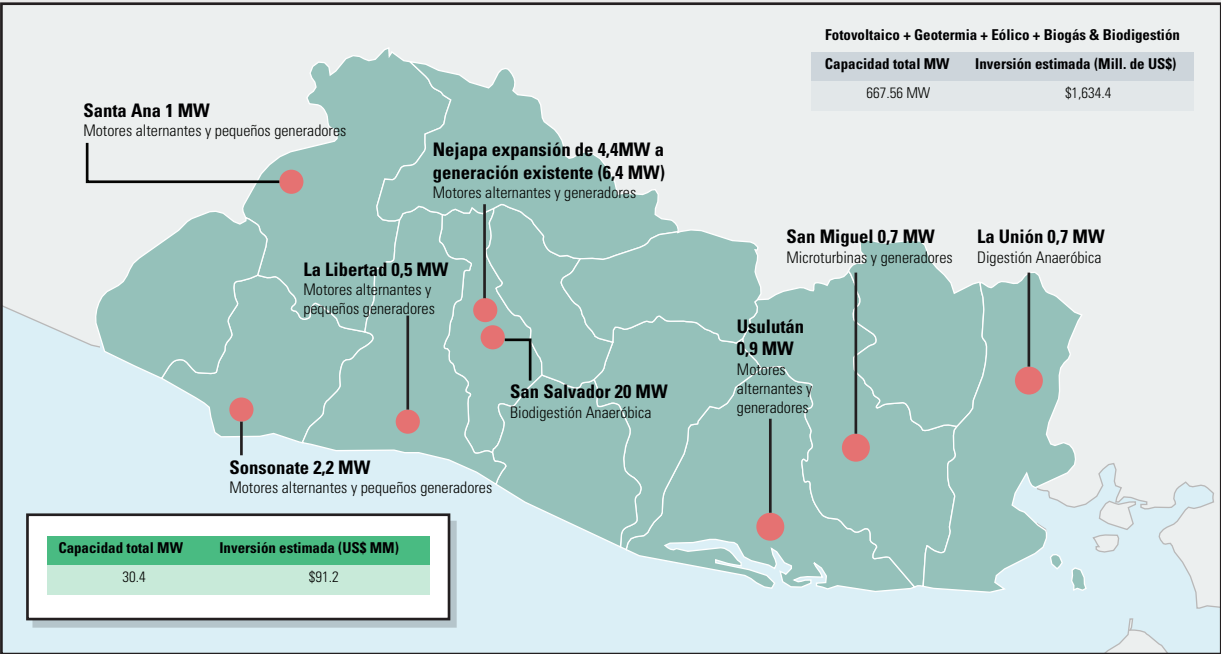 Fotovoltaico + Geotermia + Eólico + Biogás & Biodigestión
Capacidad total MW Inversión estimada (Mill. de US$)
667.56 MW $1,634.4
Santa Ana 1 MW
Motores alternantes y pequeños generadores
Nejapa expansión de 4,4MW a
generación existente (6,4 MW)
Motores alternantes y generadores
San Miguel 0,7 MW
Microturbinas y generadores
La Unión 0,7 MW
Digestión Anaeróbica
La Libertad 0,5 MW
Motores alternantes y
pequeños generadores
Usulután
0,9 MW
Motores
alternantes y
generadores
San Salvador 20 MW
Biodigestión Anaeróbica
Sonsonate 2,2 MW
Motores alternantes y pequeños generadores
Capacidad total MW Inversión estimada (US$ MM)
30.4 $91.2